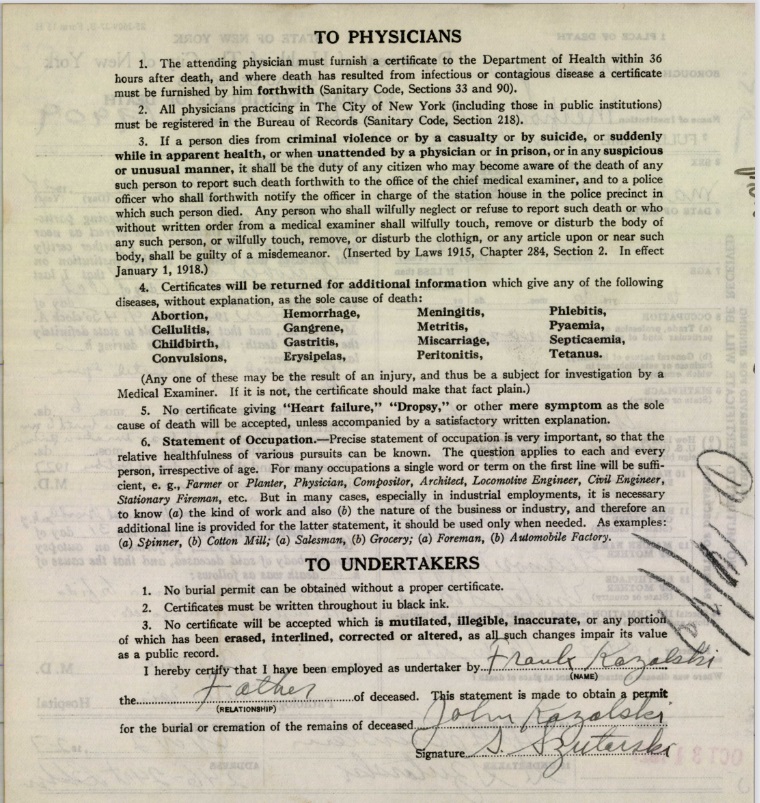 TO PHYSICIANS
1. The attending physician must furnish a certificate to the Department of Health within 36
hours after death, and where death has resulted from infectious or contagious disease a certificate
must be furnished by him forthwith (Sanitary Code, Sections 33 and 90).
2. All physicians practicing in The City of New York (including those in public institutions)
must be registered in the Bureau of Records (Sanitary Code, Section 218).
3. If a person dies from criminal violence or by a casualty or by suicide, or suddenly
while in apparent health, or when unattended by a physician or in prison, or in any suspicious
or unusual manner, it shall be the duty of any citizen who may become aware of the death of any
such person to report such death forthwith to the office of the chief medical examiner, and to a police
officer who shall forthwith notify the officer in charge of the station house in the police precinct in
which such person died. Any person who shall wilfully neglect or refuse to report such death or who
without written order from a medical examiner shall wilfully touch, remove or disturb the body of
any such person, or wilfully touch, remove, or disturb the clothign, or any article upon or near such
body, shall be guilty of a misdemeanor. (Inserted by Laws 1915, Chapter 284, Section 2. In effect
January 1, 1918.)
4. Certificates will be returned for additional information which give any of the following
diseases, without explanation, as the sole cause of death:
Abortion, Hemorrhage, Meningitis, Phlebitis,
Cellulitis, Gangrene, Metritis, Pyaemia,
Childbirth, Gastritis, Miscarriage, Septicaemia,
Convulsions, Erysipelas, Peritonitis, Tetanus.
(Any one of these may be the result of an injury, and thus be a subject for investigation by a
Medical Examiner. If it is not, the certificate should make that fact plain.)
5. No certificate giving "Heart failure," "Dropsy," or other mere symptom as the sole
cause of death will be accepted, unless accompanied by a satisfactory written explanation.
6. Statement of Occupation.—Precise statement of occupation is very important, so that the
relative healthfulness of various pursuits can be known. The question applies to each and every
person, irrespective of age. For many occupations a single word or term on the first line will be suffi-
cient, e. g., Farmer or Planter, Physician, Compositor, Architect, Locomotive Engineer, Civil Engineer,
Stationary Fireman, etc. But in many cases, especially in industrial employments, it is necessary
to know (a) the kind of work and also (b) the nature of the business or industry, and therefore an
additional line is provided for the latter statement, it should be used only when needed. As examples:
(a) Spinner, (b) Cotton Mill; (a) Salesman, (b) Grocery; (a) Foreman, (b) Automobile Factory.
TO UNDERTAKERS
1. No burial permit can be obtained without a proper certificate.
2. Certificates must be written throughout iu black ink.
3. No certificate will be accepted which is mutilated, illegible, inaccurate, or any portion
of which has been erased, interlined, corrected or altered, as all such changes impair its value
as a public record.
I hereby certify that I have been employed as undertaker by Frank Kazalski
(NAME)
the Father of deceased. This statement is made to obtain a permit
(RELATIONSHIP)
for the burial or cremation of the remains of deceased John Kazalski
Signature S. Szutarski